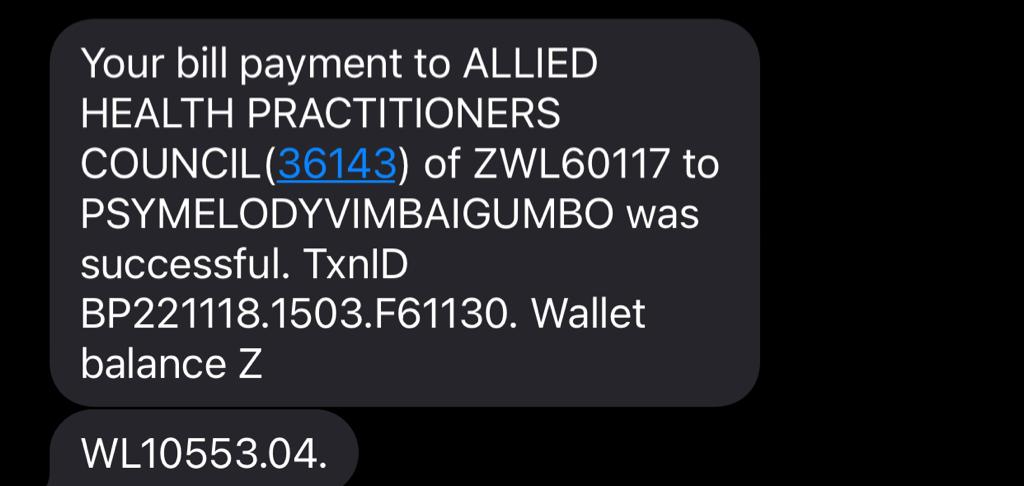 Your bill payment to ALLIED
HEALTH PRACTITIONERS
COUNCIL(36143) of ZWL60117 to
PSYMELODYVIMBAIGUMBO was
successful. TxnID
BP221118.1503.F61130. Wallet
balance Z
WL10553.04.